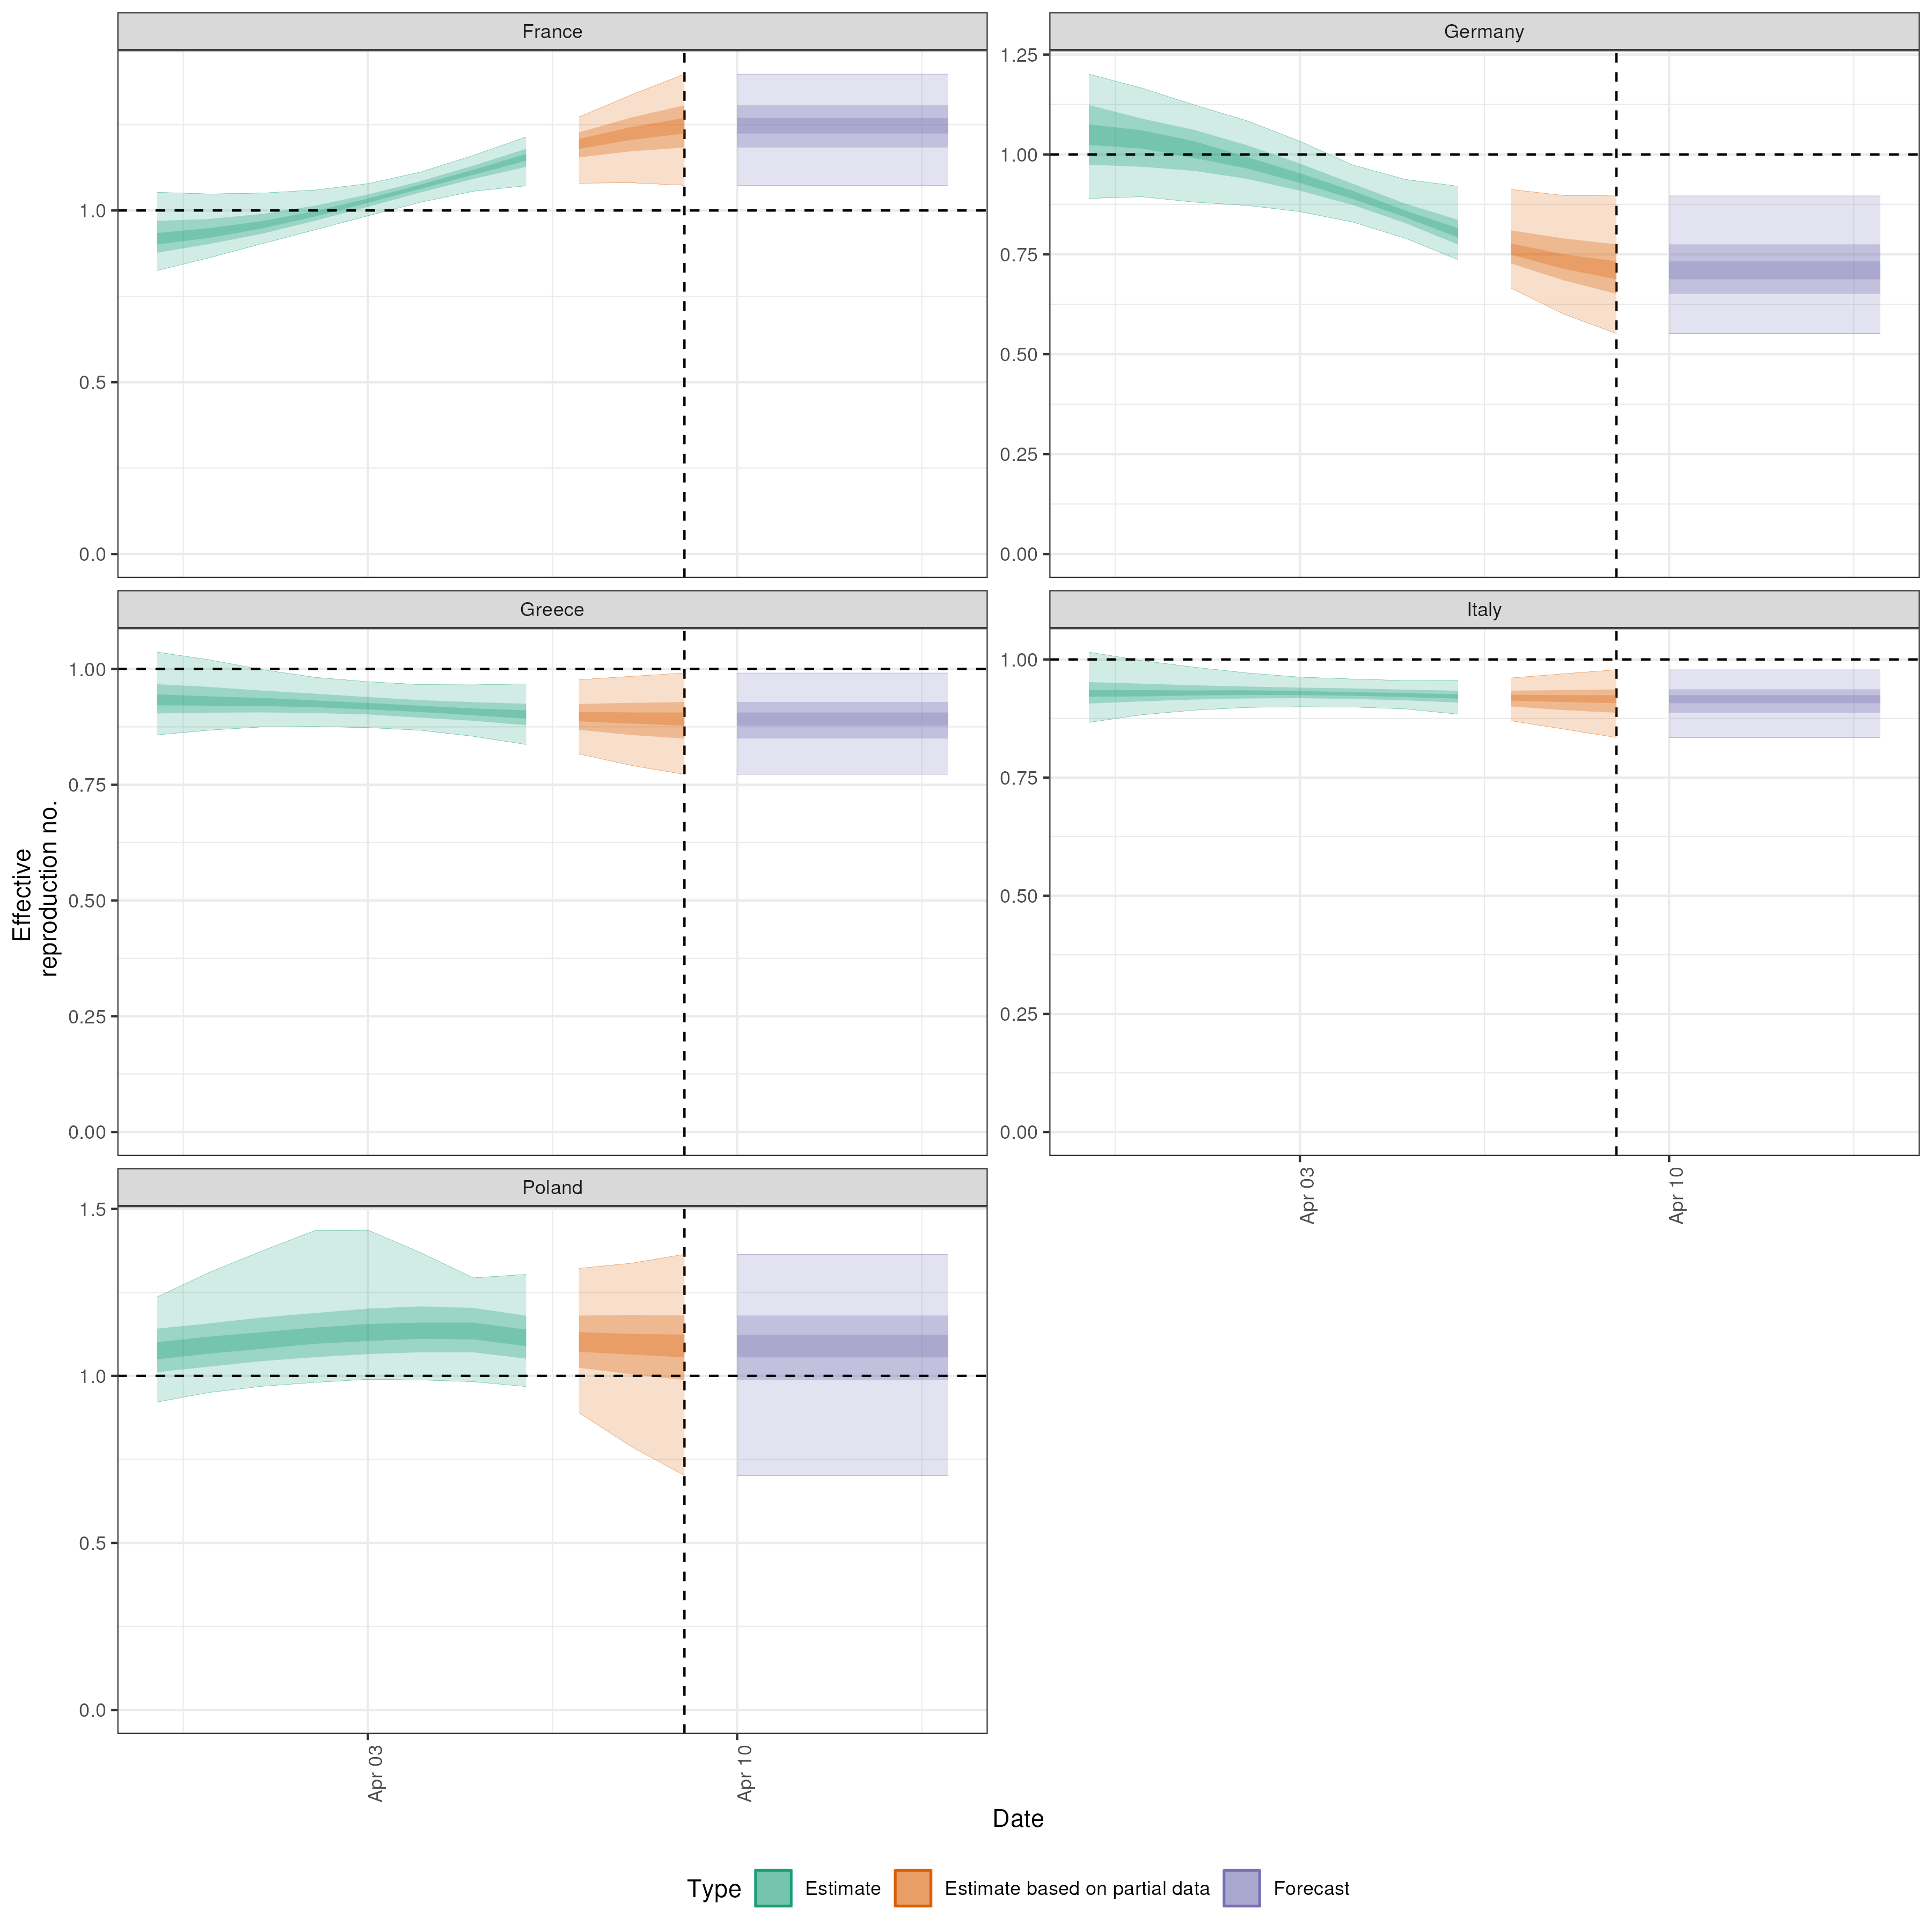 France
Germany
1.0
0.5
0.0
1.25
1.00
0.75
0.50
0.25
0.00
Greece
Italy
1.00
0.75
0.50
0.25
0.00
1.00
0.75
0.50
0.25
0.00
Apr 03
Apr 10
Poland
1.5
1.0
0.5
0.0
Apr 03
Apr 10
Effective
reproduction no.
Date
Type Estimate Estimate based on partial data Forecast